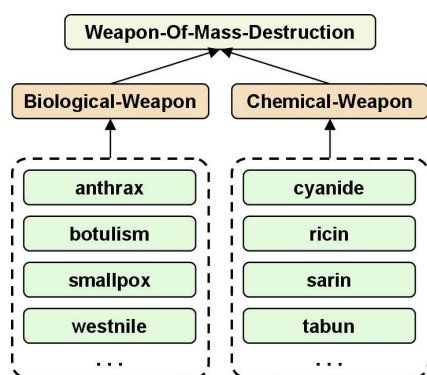 Weapon-Of-Mass-Destruction
Biological-Weapon
Chemical-Weapon
anthrax
botulism
smallpox
westnile
...
cyanide
ricin
sarin
tabun
...